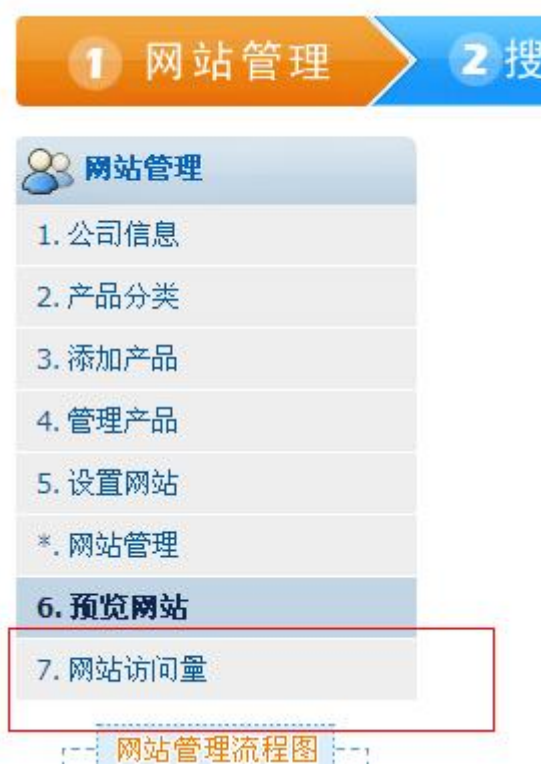 1 网站管理 2搜
网站管理
1. 公司信息
2. 产品分类
3. 添加产品
4. 管理产品
5. 设置网站
*. 网站管理
6. 预览网站
7. 网站访问量
网站管理流程图